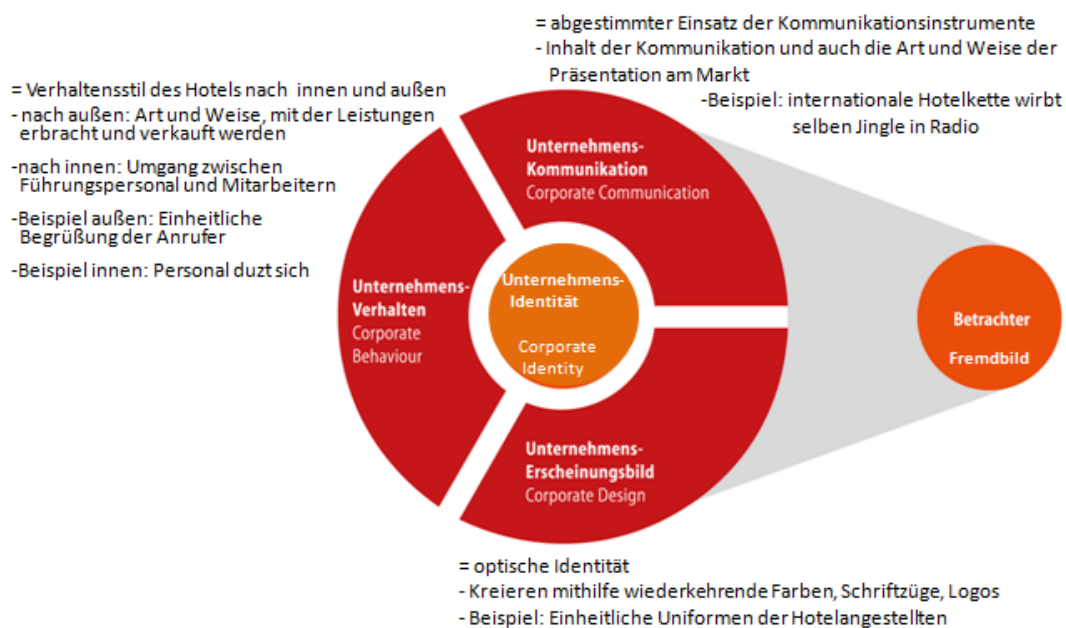 = abgestimmter Einsatz der Kommunikationsinstrumente
- Inhalt der Kommunikation und auch die Art und Weise der
Präsentation am Markt
-Beispiel: internationale Hotelkette wirbt
selben Jingle in Radio
= Verhaltensstil des Hotels nach innen und außen
- nach außen: Art und Weise, mit der Leistungen
erbracht und verkauft werden
-nach innen: Umgang zwischen
Führungspersonal und Mitarbeitern
-Beispiel außen: Einheitliche
Begrüßung der Anrufer
-Beispiel innen: Personal duzt sich
Unternehmens-
Kommunikation
Corporate Communication
Unternehmens-
Verhalten
Corporate
Behaviour
Unternehmens-
Identität
Corporate
Identity
Betrachter
Fremdbild
Unternehmens-
Erscheinungsbild
Corporate Design
= optische Identität
- Kreieren mithilfe wiederkehrende Farben, Schriftzüge, Logos
- Beispiel: Einheitliche Uniformen der Hotelangestellten